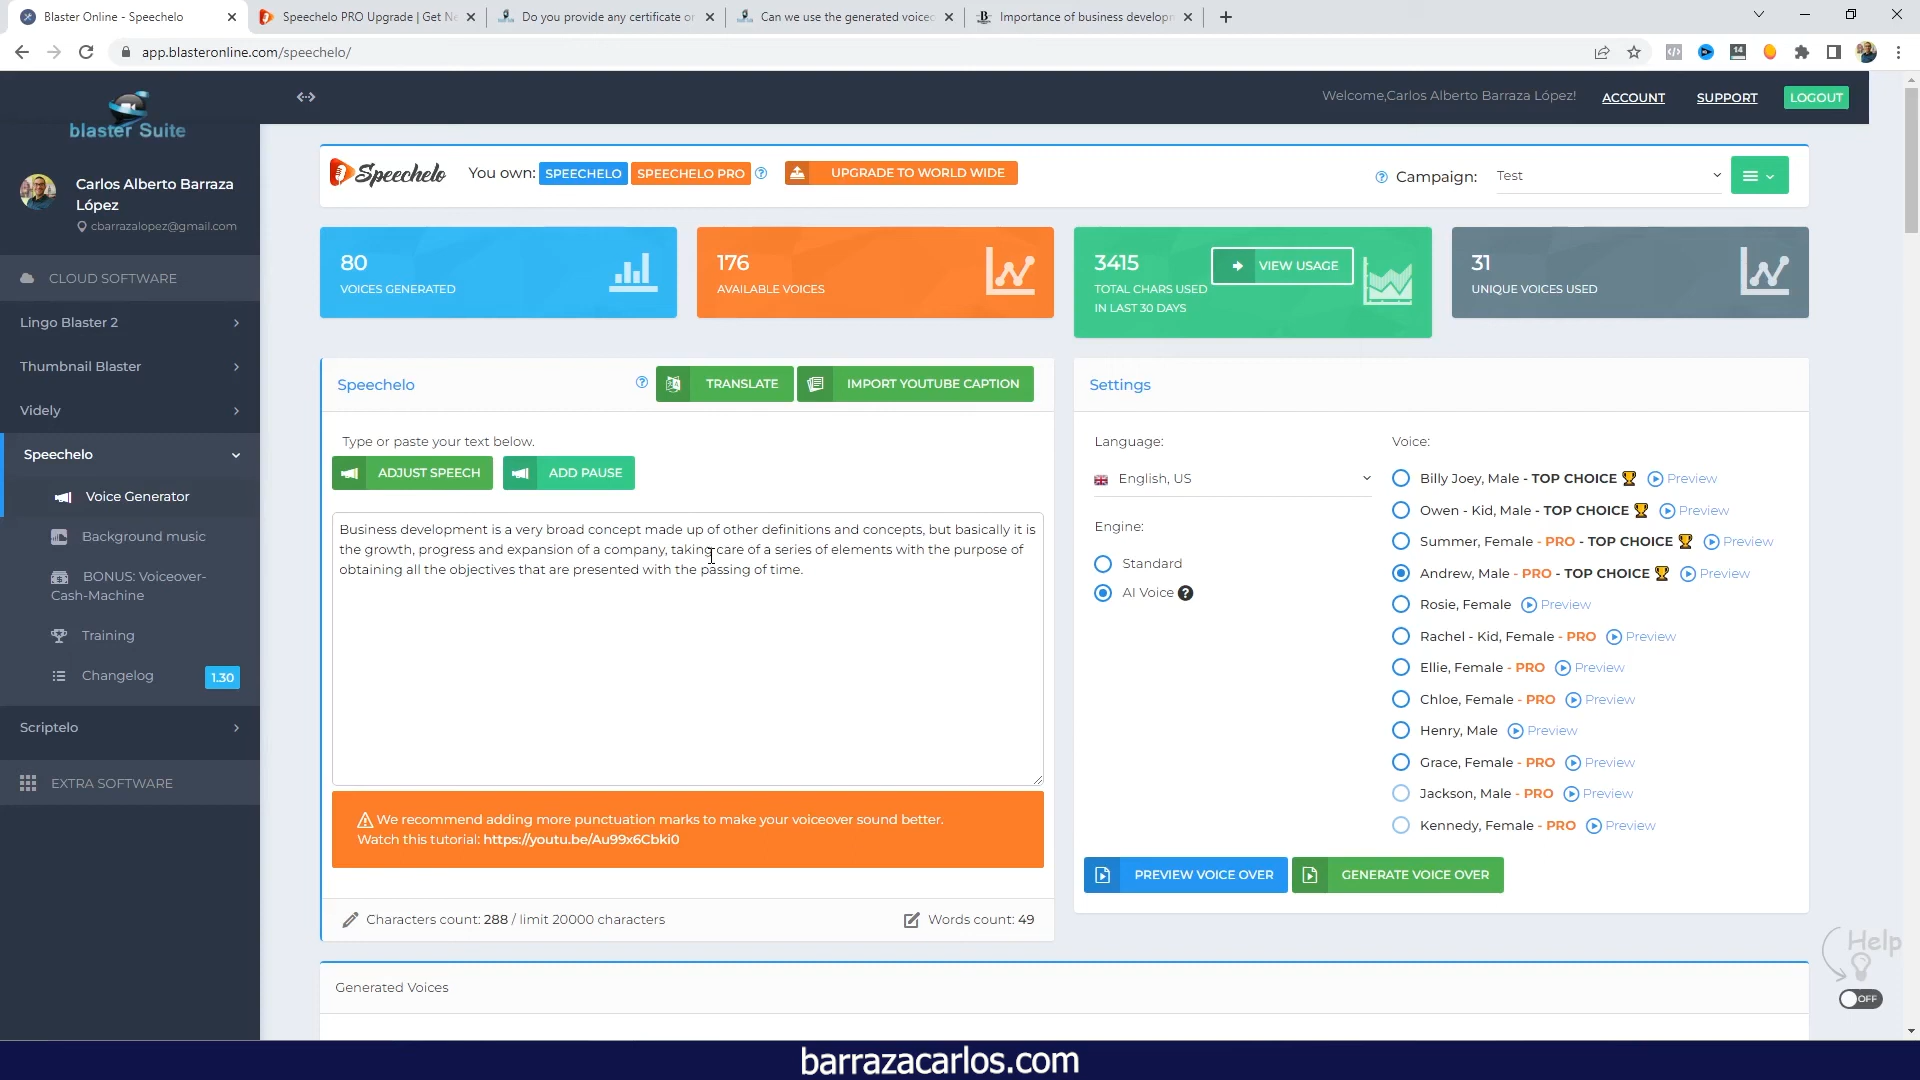 Blaster Online - Speechelo
Speechelo PRO Upgrade | Get Ne
Do you provide any certificate or
Can we use the generated voiced
Importance of business developm
app.blasteronline.com/speechelo/
14
blaster Suite
Welcome,Carlos Alberto Barraza López!
ACCOUNT
SUPPORT
LOGOUT
Carlos Alberto Barraza
López
cbarrazalopez@gmail.com
CLOUD SOFTWARE
Lingo Blaster 2
Thumbnail Blaster
Videly
Speechelo
Voice Generator
Background music
BONUS: Voiceover-
Cash-Machine
Training
Changelog
1.30
Scriptelo
EXTRA SOFTWARE
Speechelo
You own: SPEECHELO SPEECHELO PRO
UPGRADE TO WORLD WIDE
Campaign: Test
80
VOICES GENERATED
176
AVAILABLE VOICES
3415
VIEW USAGE
TOTAL CHARS USED
IN LAST 30 DAYS
31
UNIQUE VOICES USED
Speechelo
TRANSLATE
IMPORT YOUTUBE CAPTION
Type or paste your text below.
ADJUST SPEECH
ADD PAUSE
Business development is a very broad concept made up of other definitions and concepts, but basically it is
the growth, progress and expansion of a company, taking care of a series of elements with the purpose of
obtaining all the objectives that are presented with the passing of time.
We recommend adding more punctuation marks to make your voiceover sound better.
Watch this tutorial: https://youtu.be/Au99x6Cbki0
Characters count: 288 / limit 20000 characters
Words count: 49
Settings
Language:
English, US
Engine:
Standard
AI Voice
Voice:
Billy Joey, Male - TOP CHOICE Preview
Owen - Kid, Male - TOP CHOICE Preview
Summer, Female - PRO - TOP CHOICE Preview
Andrew, Male - PRO - TOP CHOICE Preview
Rosie, Female Preview
Rachel - Kid, Female - PRO Preview
Ellie, Female - PRO Preview
Chloe, Female - PRO Preview
Henry, Male Preview
Grace, Female - PRO Preview
Jackson, Male - PRO Preview
Kennedy, Female - PRO Preview
PREVIEW VOICE OVER
GENERATE VOICE OVER
Help
OFF
Generated Voices
barrazacarlos.com